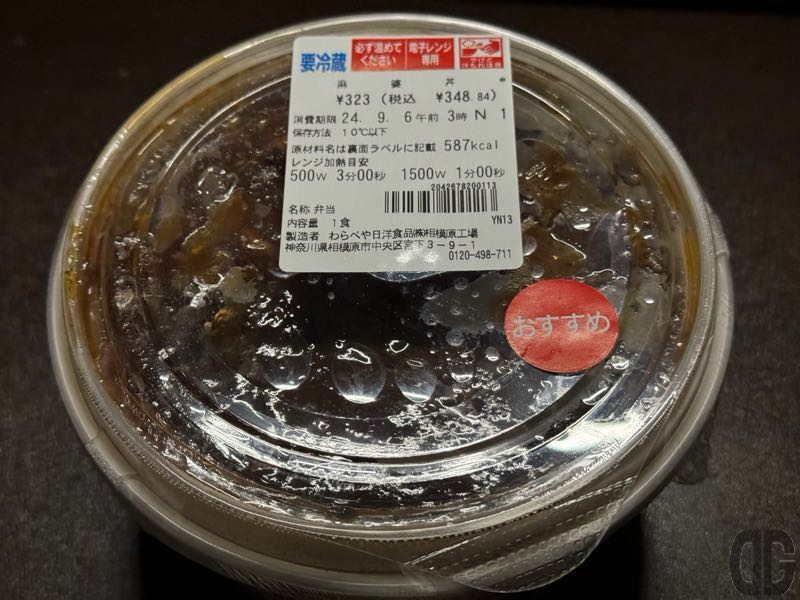 要冷蔵
必ず温めて
ください
電子レンジ
専用
麻 婆 丼 *
¥323 (税込 ¥348.84)
消費期限 24. 9. 6 午前 3時 N 1
保存方法 10℃以下
原材料名は裏面ラベルに記載 587kcal
レンジ加熱目安
500W 3分00秒 1500W 1分00秒
2042678200113
名称 弁当
内容量 1食
YN13
製造者 わらべや日洋食品㈱相模原工場
神奈川県相模原市中央区宮下3-9-1
0120-498-711
おすすめ
DG